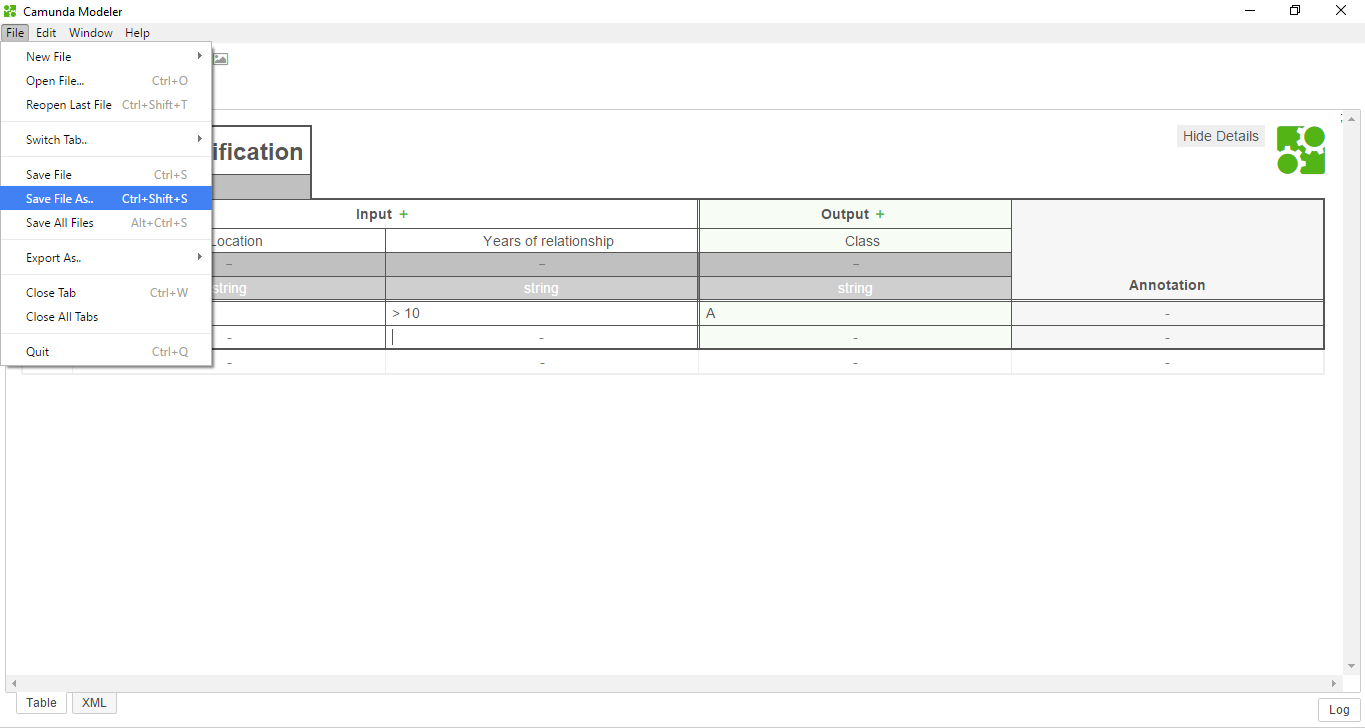 Camunda Modeler
File Edit Window Help
New File
Open File... Ctrl+O
Reopen Last File Ctrl+Shift+T
Switch Tab..
Save File Ctrl+S
Save File As.. Ctrl+Shift+S
Save All Files Alt+Ctrl+S
Export As..
Close Tab Ctrl+W
Close All Tabs
Quit Ctrl+Q
Hide Details
ification
Input + Output +
Location Years of relationship Class
– – –
string string string
Annotation
> 10 A -
- - - -
- - - -
Table XML
Log